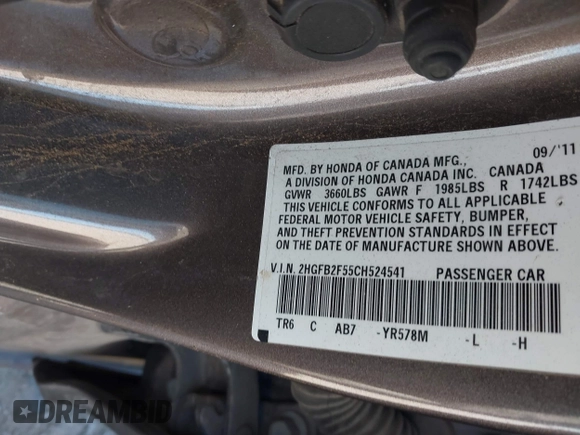 09/'11
MFD. BY HONDA OF CANADA MFG.,
A DIVISION OF HONDA CANADA INC. CANADA
GVWR 3660LBS GAWR F 1985LBS R 1742LBS
THIS VEHICLE CONFORMS TO ALL APPLICABLE
FEDERAL MOTOR VEHICLE SAFETY, BUMPER,
AND THEFT PREVENTION STANDARDS IN EFFECT
ON THE DATE OF MANUFACTURE SHOWN ABOVE.
V.I.N. 2HGFB2F55CH524541 PASSENGER CAR
TR6 C AB7 -YR578M -L -H
DREAMBID